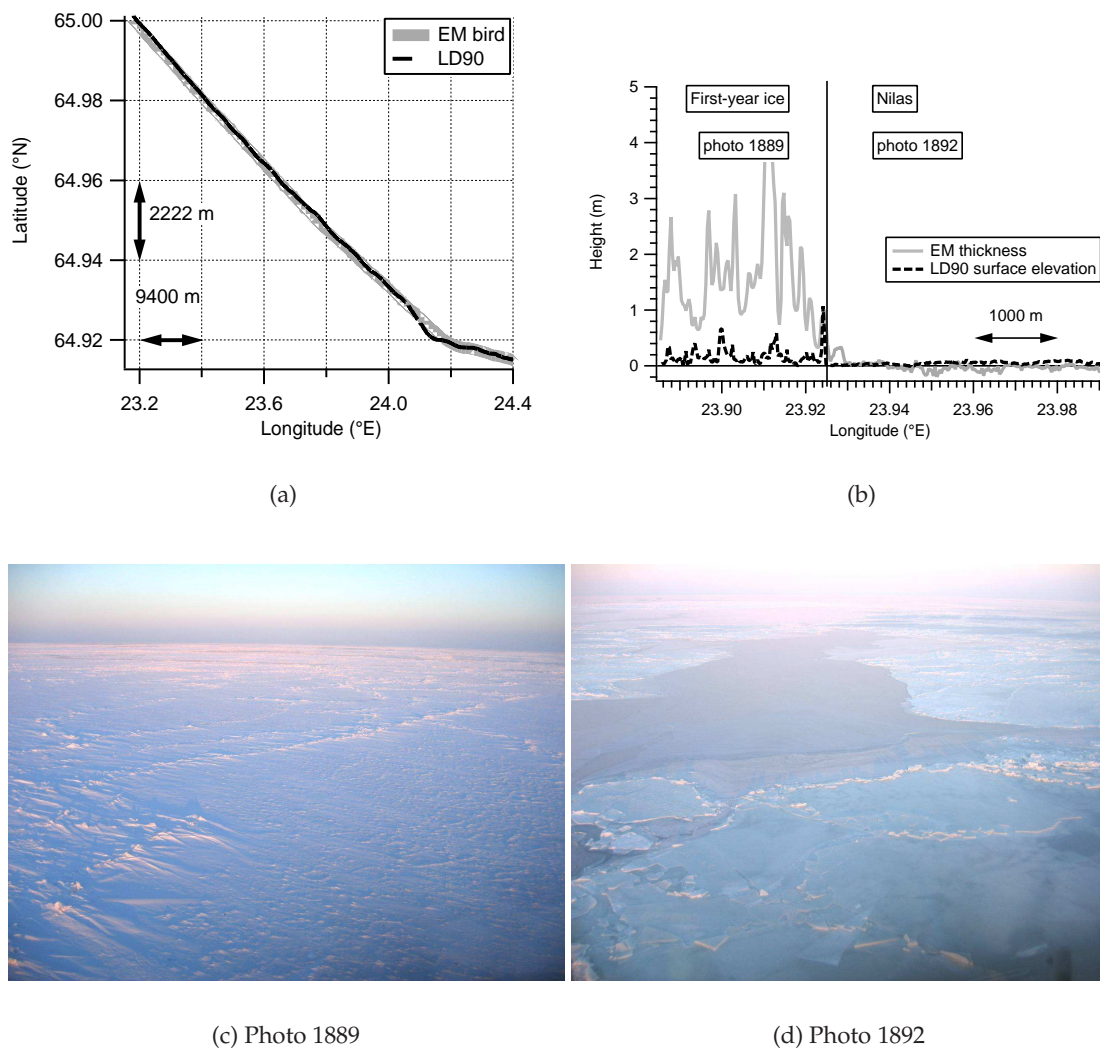 65.00
64.98
64.96
64.94
64.92
Latitude (°N)
EM bird
LD90
2222 m
9400 m
23.2
23.6
24.0
24.4
Longitude (°E)
(a)
5
4
3
2
1
0
Height (m)
First-year ice
Nilas
photo 1889
photo 1892
EM thickness
LD90 surface elevation
1000 m
23.90
23.92
23.94
23.96
23.98
Longitude (°E)
(b)
(c) Photo 1889
(d) Photo 1892